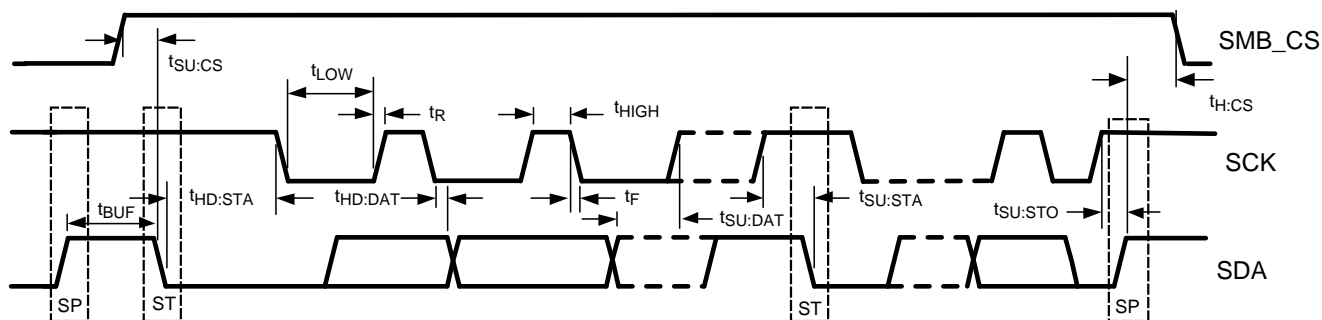 SMB_CS
tSU:CS
tLOW
tR
tHIGH
tH:CS
SCK
tHD:STA
tHD:DAT
tF
tSU:DAT
tSU:STA
tSU:STO
tBUF
SDA
SP
ST
ST
SP